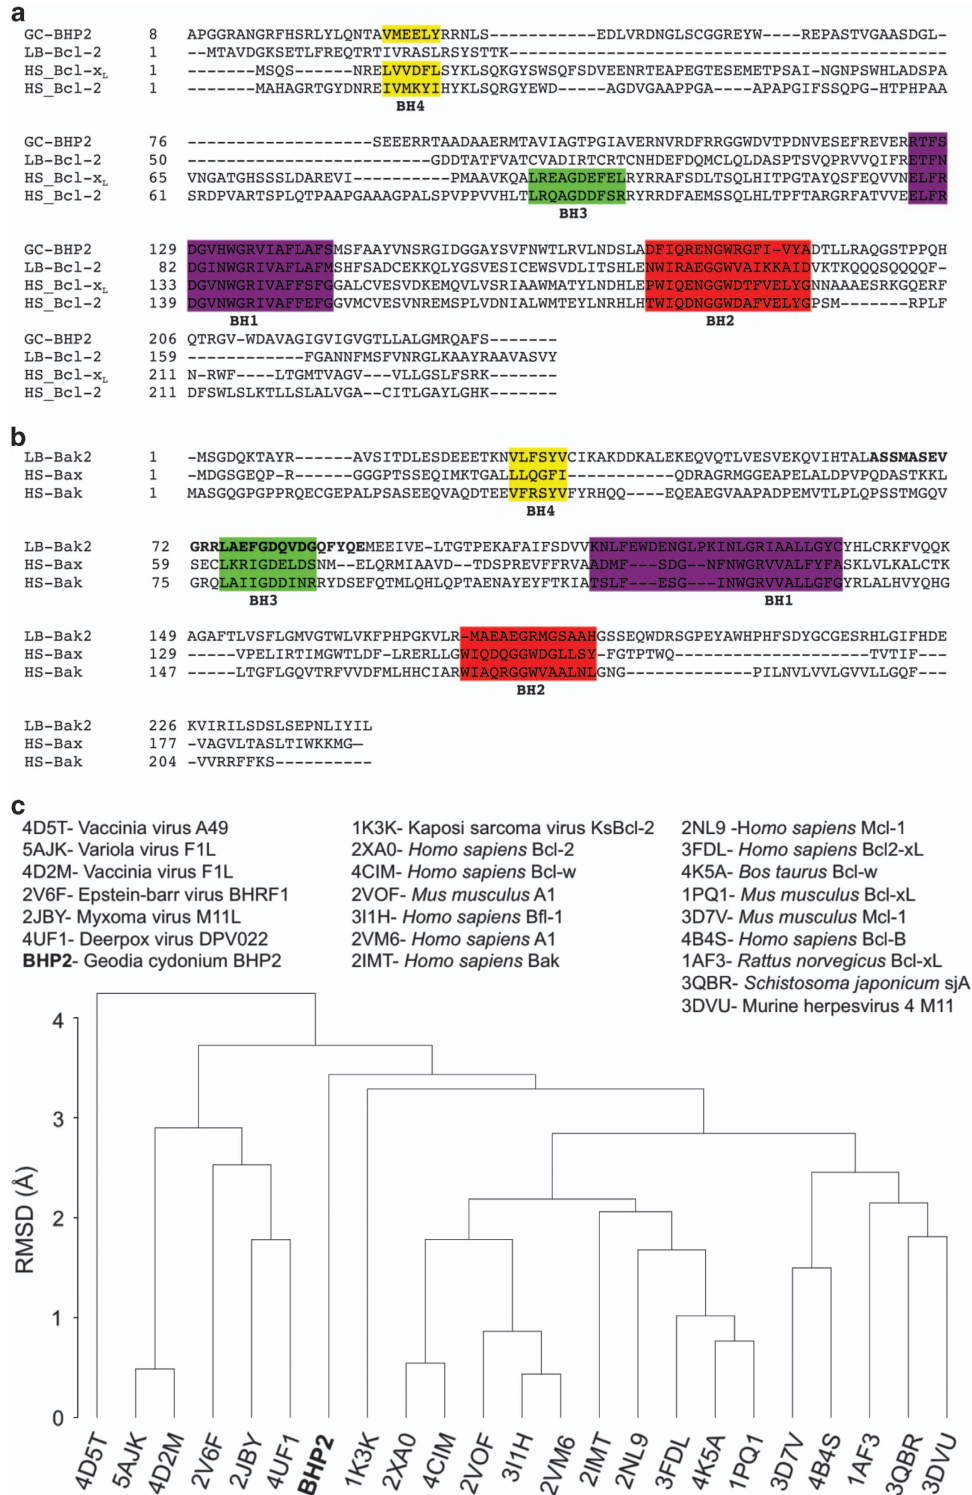 a
GC-BHP2 8 APGGRANGRFHSRLYLQNTAVMEELYRRNLS----------------EDLVRDNGLSCGGREYW----REPASTVGAASDGL-
LB-Bcl-2 1 --MTAVDGKSETLFREQTRTIVRASLRSYSTTK---------------------------------------------
HS_Bcl-xL 1 -------MSQS------NRELVVDFLSYKLSQKGYSWSQFSDVEENRTEAPEGTESEMETPSAI-NGNPSWHLADSPA
HS_Bcl-2 1 -------MAHAGRTGYDNREIVMKYIHYKLSQRGYEWD-----AGDVGAAPPGA----APAPGIFSSQPG-HTPHPAA
BH4
GC-BHP2 76 -------------------SEEERRTAADAAERMTAVIAGTPGIAVERNVRDFRRGGWDVTPDNVESEFREVERRTFS
LB-Bcl-2 50 -------------------------GDDTATFVATCVADIRTCRTCNHDEFDQMCLQLDASPTSVQPRVVQIFRETFN
HS_Bcl-xL 65 VNGATGHSSSLDAREVI----------PMAAVKQALREAGDEFELRYRRAFSDLTSQLHITPGTAYQSFEQVVNELFR
HS_Bcl-2 61 SRDPVARTSPLQTPAAPGAAAGPALSPVPPVVHLTLRQAGDDFSRRYRRDFAEMSSQLHLTPFTARGRFATVVEELFR
BH3
GC-BHP2 129 DGVHWGRVIAFLAFSMSFAAYVNSRGIDGGAYSVFNWTLRVLNDSLADFIQRENGWRGFI-VYADTLLRAQGSTPPQH
LB-Bcl-2 82 DGINWGRIVAFLAFMSHFSADCEKKQLYGSVESICEWSVDLITSHLENWIRAEGGWVAIKKAIDVKTKQQQSQQQQF-
HS_Bcl-xL 133 DGVNWGRIVAFFSFGGALCVESVDKEMQVLVSRIAAWMATYLNDHLEPWIQENGGWDTFVELYGNNAAAESRKGQERF
HS_Bcl-2 139 DGVNWGRIVAFFEFGGVMCVESVNREMSPLVDNIALWMTEYLNRHLHTWIQDNGGWDAFVELYGPSM--------RPLF
BH1 BH2
GC-BHP2 206 QTRGV-WDAVAGIGVIGVGTLLALGMRQAFS-------
LB-Bcl-2 159 ------------FGANNFMSFVNRGLKAAYRAAVASVY
HS_Bcl-xL 211 N-RWF----LTGMTVAGV---VLLGSLFSRK-------
HS_Bcl-2 211 DFSWLSLKTLLSLALVGA--CITLGAYLGHK-------
b
LB-Bak2 1 -MSGDQKTAYR------AVSITDLESDEEETKNVLFSYVCIKAKDDKALEKEQVQTLVESVEKQVIHTALASSMASEV
HS-Bax 1 -MDGSGEQP-R------GGGPTSSEQIMKTGALLLQGFI-----------QDRAGRMGGEAPELALDPVPQDASTKKL
HS-Bak 1 MASGQGPGPPRQECGEPALPSASEEQVAQDTEEVFRSYVFYRHQQ----EQEAEGVAAPADPEMVTLPLQPSSTMGQV
BH4
LB-Bak2 72 GRRLAEFGDQVDGQFYQEMEEIVE-LTGTPEKAFAIFSDVVKNLFEWDENGLPKINLGRIAALLGYCYHLCRKFVQQK
HS-Bax 59 SECLKRIGDELDSNM--ELQRMIAAVD--TDSPREVFFRVAADMF---SDG--NFNWGRVVALFYFASKLVLKALCTK
HS-Bak 75 GRQLAIIGDDINRRYDSEFQTMLQHLQPTAENAYEYFTKIATSLF---ESG---INWGRVVALLGFGYRLALHVYQHG
BH3 BH1
LB-Bak2 149 AGAFTLVSFLGMVGTWLVKFPHPGKVLR-MAEAEGRMGSAAHGSSEQWDRSGPEYAWHPHFSDYGCGESRHLGIFHDE
HS-Bax 129 -----VPELIRTIMGWTLDF-LRERLLGWIQDQGGWDGLLSY-FGTPTWQ--------------------TVTIF---
HS-Bak 147 -----LTGFLGQVTRFVVDFMLHHCIARWIAQRGGWVAALNLGNG-------------PILNVLVVLGVVLLGQF---
BH2
LB-Bak2 226 KVIRILSDSLSEPNLIYIL
HS-Bax 177 -VAGVLTASLTIWKKMG—
HS-Bak 204 -VVRRFFKS----------
c
4D5T- Vaccinia virus A49 1K3K- Kaposi sarcoma virus KsBcl-2 2NL9 -Homo sapiens Mcl-1
5AJK- Variola virus F1L 2XA0- Homo sapiens Bcl-2 3FDL- Homo sapiens Bcl2-xL
4D2M- Vaccinia virus F1L 4CIM- Homo sapiens Bcl-w 4K5A- Bos taurus Bcl-w
2V6F- Epstein-barr virus BHRF1 2VOF- Mus musculus A1 1PQ1- Mus musculus Bcl-xL
2JBY- Myxoma virus M11L 3I1H- Homo sapiens Bfl-1 3D7V- Mus musculus Mcl-1
4UF1- Deerpox virus DPV022 2VM6- Homo sapiens A1 4B4S- Homo sapiens Bcl-B
BHP2- Geodia cydonium BHP2 2IMT- Homo sapiens Bak 1AF3- Rattus norvegicus Bcl-xL
3QBR- Schistosoma japonicum sjA
3DVU- Murine herpesvirus 4 M11
4
3
2
1
0
RMSD (Å)
4D5T 5AJK 4D2M 2V6F 2JBY 4UF1 BHP2 1K3K 2XA0 4CIM 2VOF 3I1H 2VM6 2IMT 2NL9 3FDL 4K5A 1PQ1 3D7V 4B4S 1AF3 3QBR 3DVU